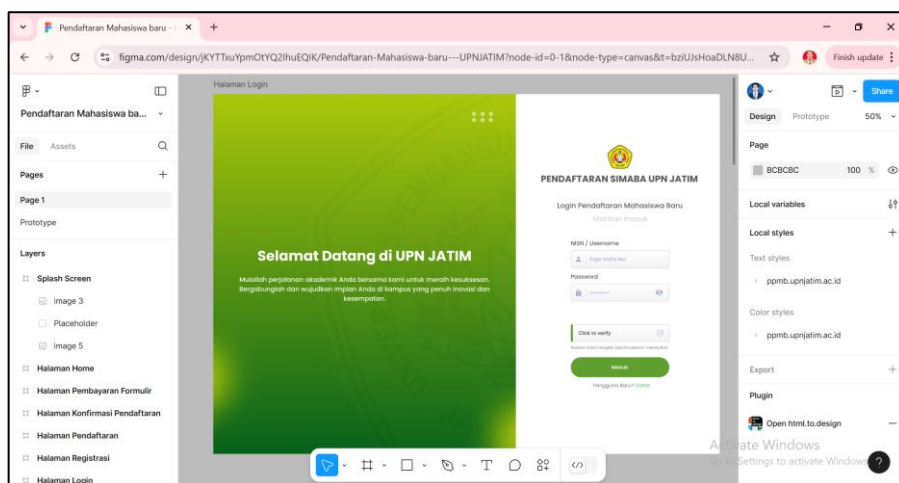 Pendaftaran Mahasiswa baru - U
figma.com/design/jKYTTxuYpmOtYQ2IhuEQIK/Pendaftaran-Mahasiswa-baru---UPNJATIM?node-id=0-1&node-type=canvas&t=bziUJsHoaDLN8U...
Finish update
Pendaftaran Mahasiswa ba...
File Assets
Pages
Page 1
Prototype
Layers
Splash Screen
image 3
Placeholder
image 5
Halaman Home
Halaman Pembayaran Formulir
Halaman Konfirmasi Pendaftaran
Halaman Pendaftaran
Halaman Registrasi
Halaman Login
Halaman Login
Selamat Datang di UPN JATIM
Mulailah perjalanan akademik Anda bersama kami untuk meraih kesuksesan.
Bergabunglah dan wujudkan impian Anda di kampus yang penuh inovasi dan
kesempatan.
PENDAFTARAN SIMABA UPN JATIM
Login Pendaftaran Mahasiswa Baru
Silahkan masuk
NISN / Username
Password
Click to verify
Masuk
Pengguna Baru? Daftar
Share
Design Prototype 50%
Page
BCBCBC 100 %
Local variables
Local styles
Text styles
ppmb.upnjatim.ac.id
Color styles
ppmb.upnjatim.ac.id
Export
Plugin
Open html.to.design
Activate Windows
Go to Settings to activate Windows.